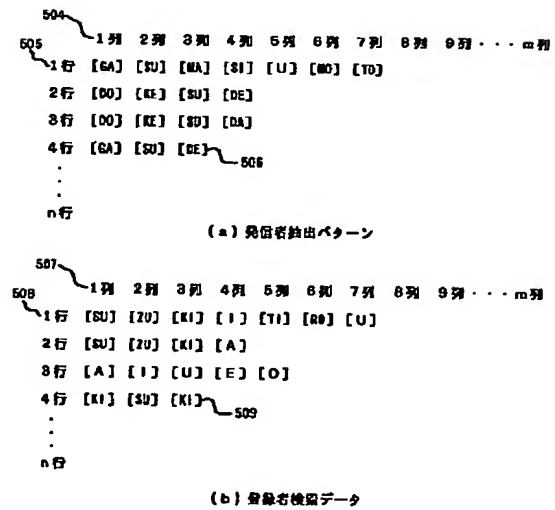 504
1列 2列 3列 4列 5列 6列 7列 8列 9列・・・m列
505
1行 [GA] [SU] [MA] [SI] [U] [MO] [TO]
2行 [DO] [KE] [SU] [DE]
3行 [DO] [KE] [SU] [DA]
4行 [GA] [SU] [DE] 506
n行
(a) 発信者抽出パターン
507
1列 2列 3列 4列 5列 6列 7列 8列 9列・・・m列
508
1行 [SU] [ZU] [KI] [I] [TI] [RO] [U]
2行 [SU] [ZU] [KI] [A]
3行 [A] [I] [U] [E] [O]
4行 [KI] [SU] [KI] 509
n行
(b) 登録者検索データ